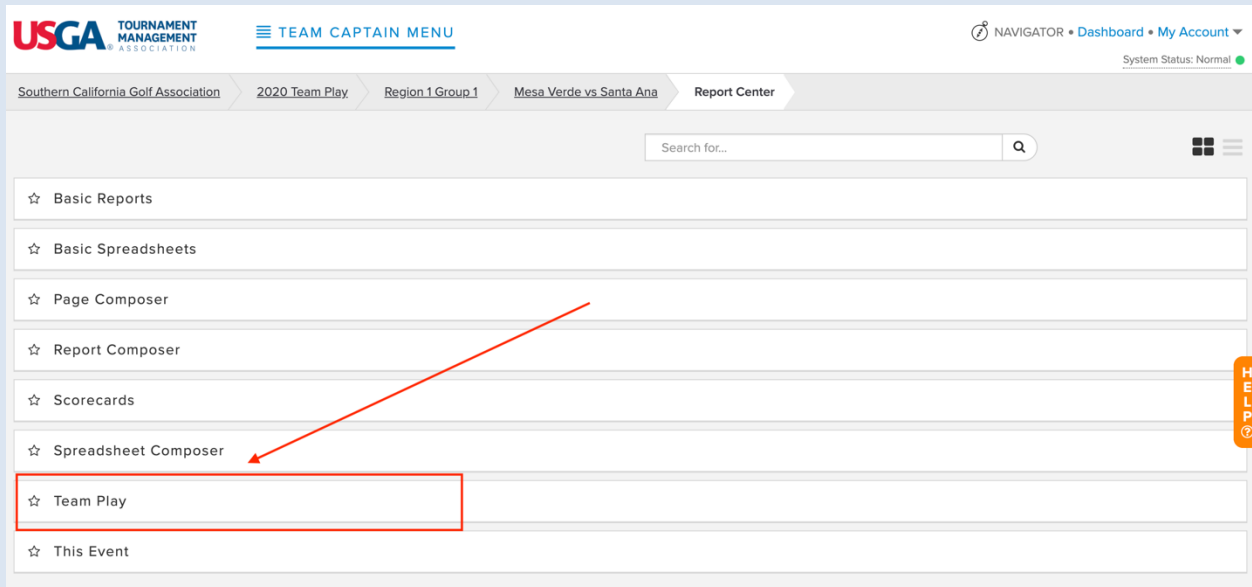 USGA® TOURNAMENT
MANAGEMENT
ASSOCIATION
TEAM CAPTAIN MENU
NAVIGATOR • Dashboard • My Account
System Status: Normal
Southern California Golf Association 2020 Team Play Region 1 Group 1 Mesa Verde vs Santa Ana Report Center
Search for...
Basic Reports
Basic Spreadsheets
Page Composer
Report Composer
Scorecards
Spreadsheet Composer
Team Play
This Event
HELP?